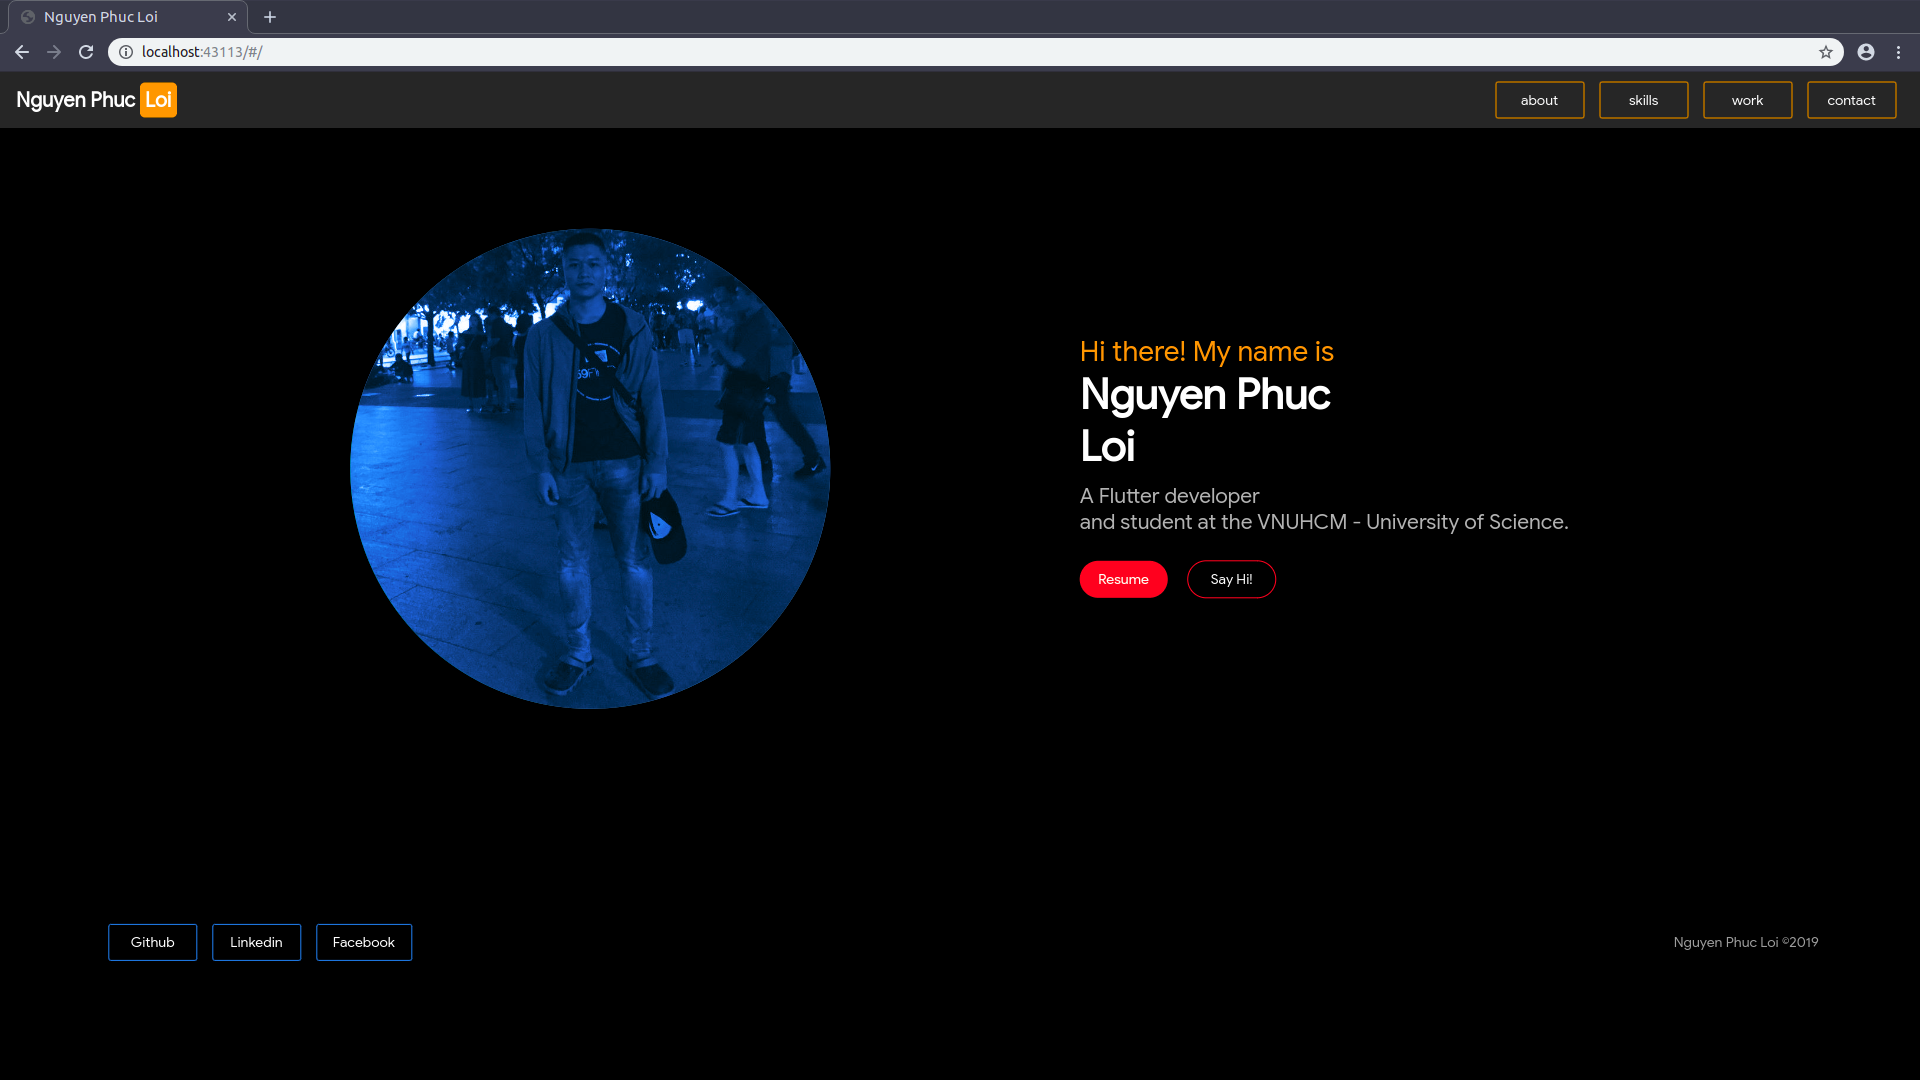 Nguyen Phuc Loi
localhost:43113/#/
Nguyen Phuc Loi
about
skills
work
contact
Hi there! My name is
Nguyen Phuc
Loi
A Flutter developer
and student at the VNUHCM - University of Science.
Resume
Say Hi!
Github
Linkedin
Facebook
Nguyen Phuc Loi ©2019